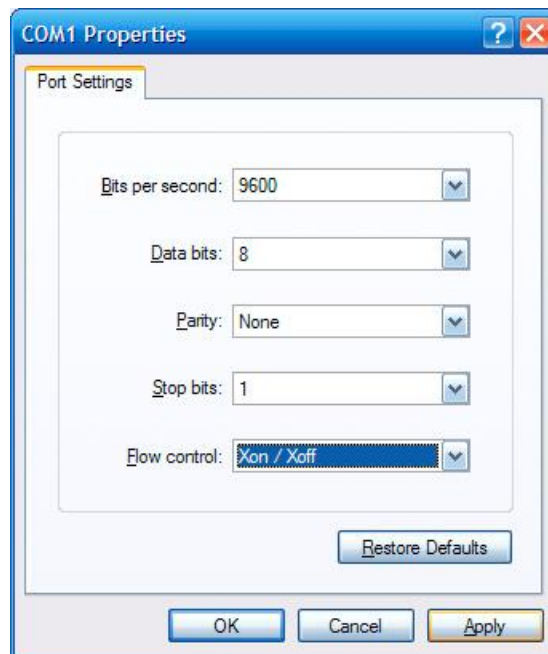 COM1 Properties
Port Settings
Bits per second: 9600
Data bits: 8
Parity: None
Stop bits: 1
Flow control: Xon / Xoff
Restore Defaults
OK Cancel Apply